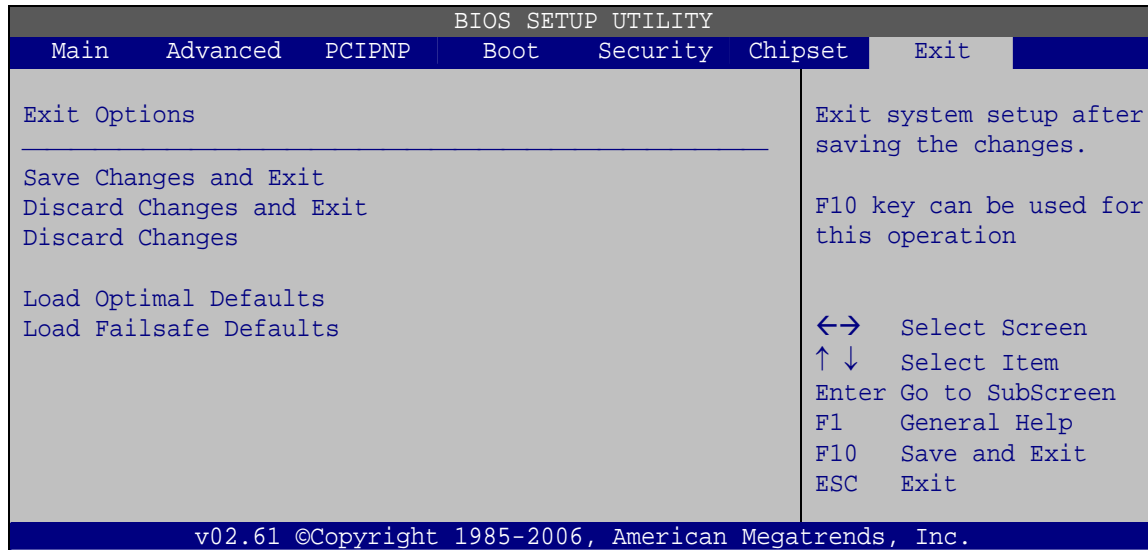 BIOS SETUP UTILITY
Main Advanced PCIPNP Boot Security Chipset Exit
Exit Options
Save Changes and Exit
Discard Changes and Exit
Discard Changes
Load Optimal Defaults
Load Failsafe Defaults
Exit system setup after
saving the changes.
F10 key can be used for
this operation
←→ Select Screen
↑ ↓ Select Item
Enter Go to SubScreen
F1 General Help
F10 Save and Exit
ESC Exit
v02.61 ©Copyright 1985-2006, American Megatrends, Inc.